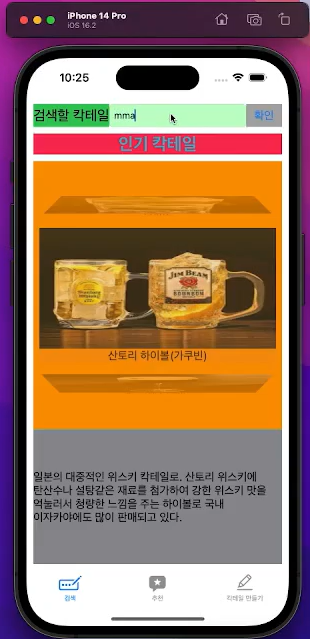 iPhone 14 Pro
iOS 16.2
10:25
검색할 칵테일 mma 확인
인기 칵테일
JIM BEAM
BOURBON
산토리 하이볼(가쿠빈)
일본의 대중적인 위스키 칵테일로. 산토리 위스키에
탄산수나 설탕같은 재료를 첨가하여 강한 위스키 맛을
억눌러서 청량한 느낌을 주는 하이볼로 국내
이자카야에도 많이 판매되고 있다.
검색 추천 칵테일 만들기